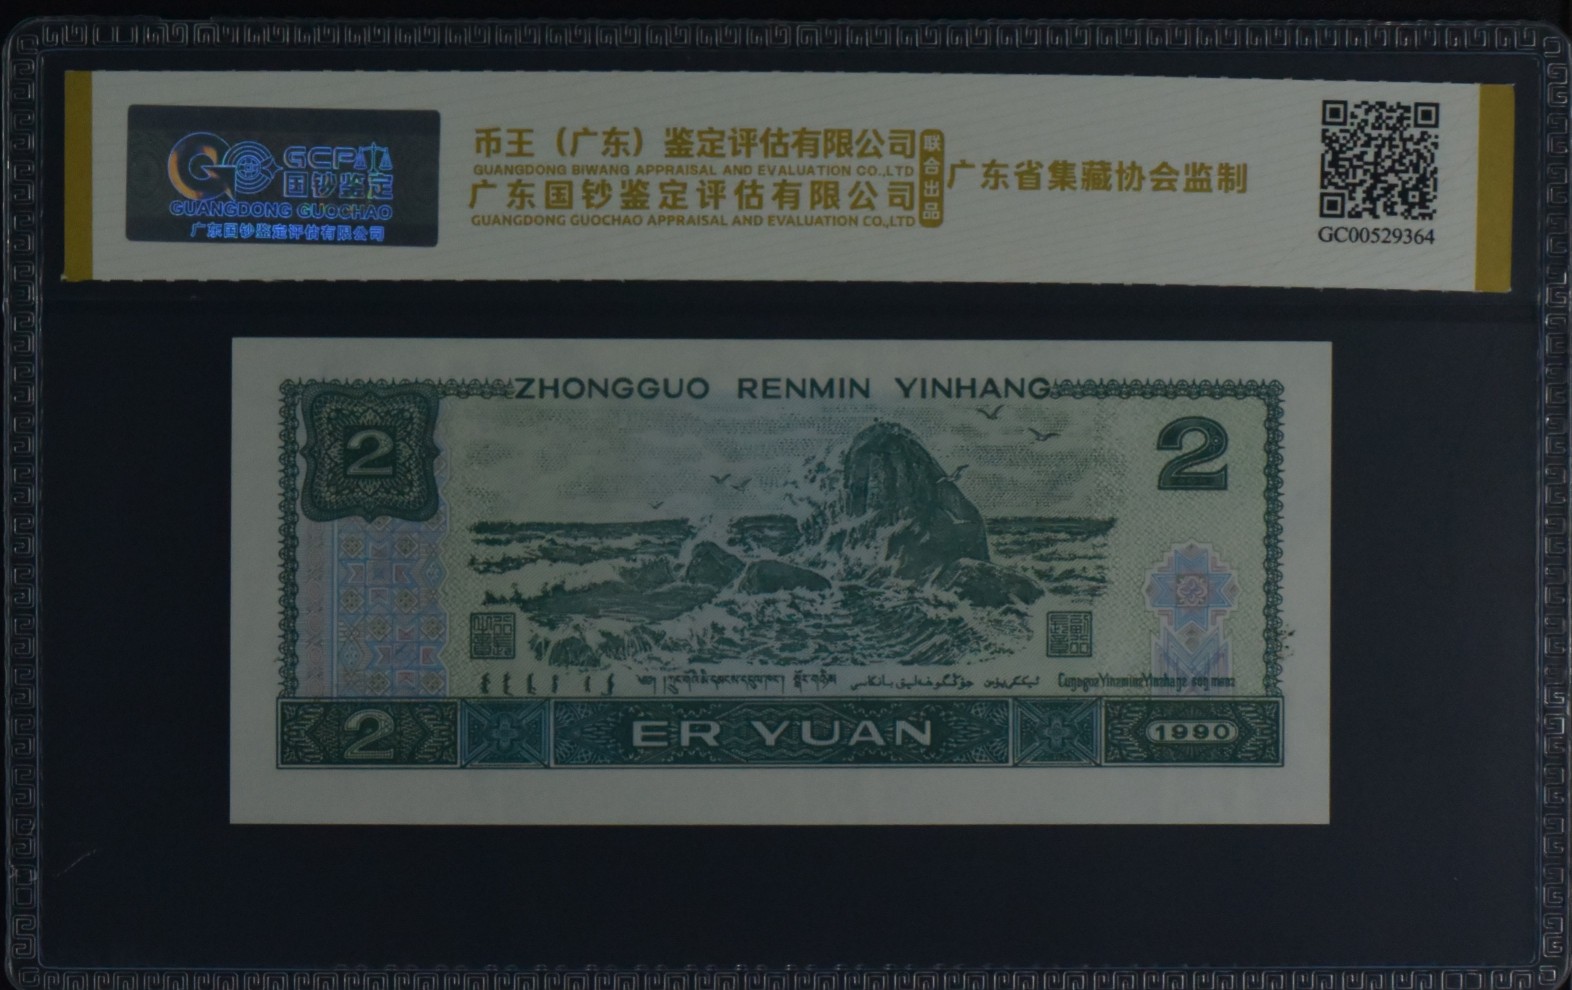 GCP
国钞鉴定
GUANGDONG GUOCHAO
广东国钞鉴定评估有限公司
币王（广东）鉴定评估有限公司
GUANGDONG BIWANG APPRAISAL AND EVALUATION CO.,LTD
广东国钞鉴定评估有限公司
GUANGDONG GUOCHAO APPRAISAL AND EVALUATION CO.,LTD
联合出品
广东省集藏协会监制
GC00529364
ZHONGGUO RENMIN YINHANG
2
2
2
ER YUAN
1990